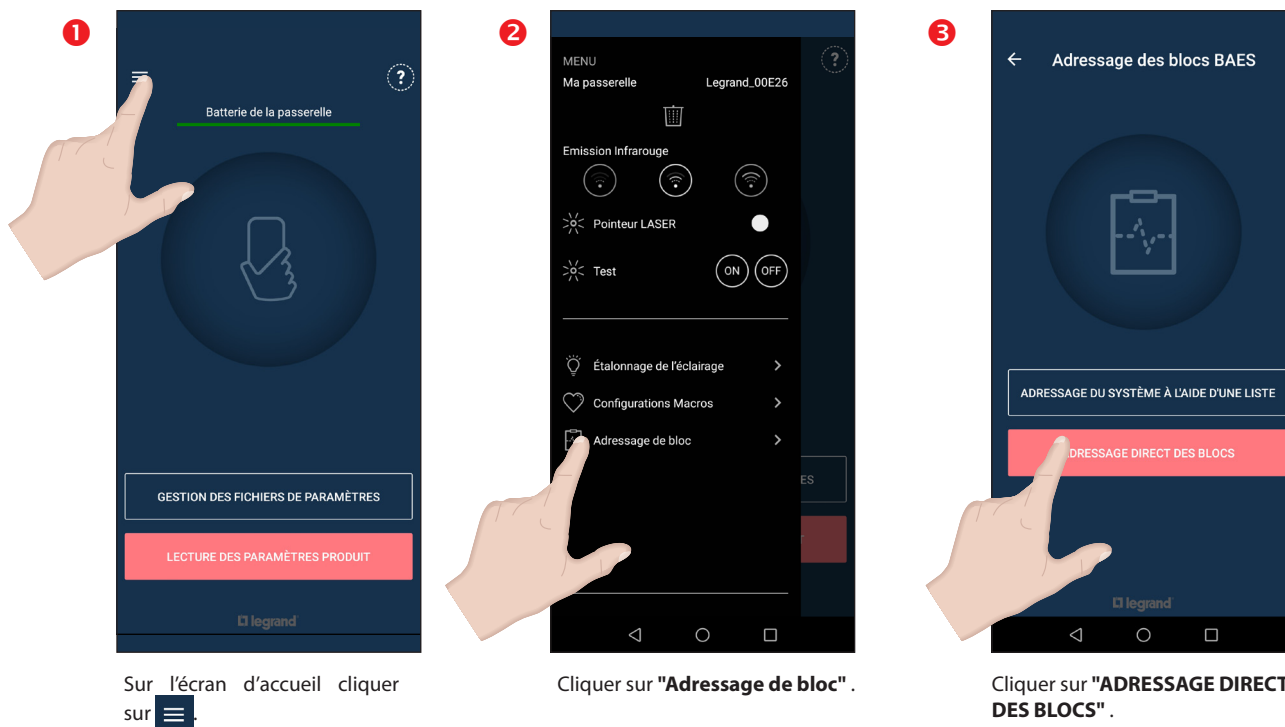 1
?
Batterie de la passerelle
GESTION DES FICHIERS DE PARAMÈTRES
LECTURE DES PARAMÈTRES PRODUIT
legrand
Sur l'écran d'accueil cliquer
sur .
2
MENU
Ma passerelle Legrand_00E26
?
Emission Infrarouge
Pointeur LASER
Test ON OFF
Étalonnage de l'éclairage
Configurations Macros
Adressage de bloc
ES
Cliquer sur "Adressage de bloc" .
3
Adressage des blocs BAES
ADRESSAGE DU SYSTÈME À L'AIDE D'UNE LISTE
DRESSAGE DIRECT DES BLOCS
legrand
Cliquer sur "ADRESSAGE DIRECT
DES BLOCS" .